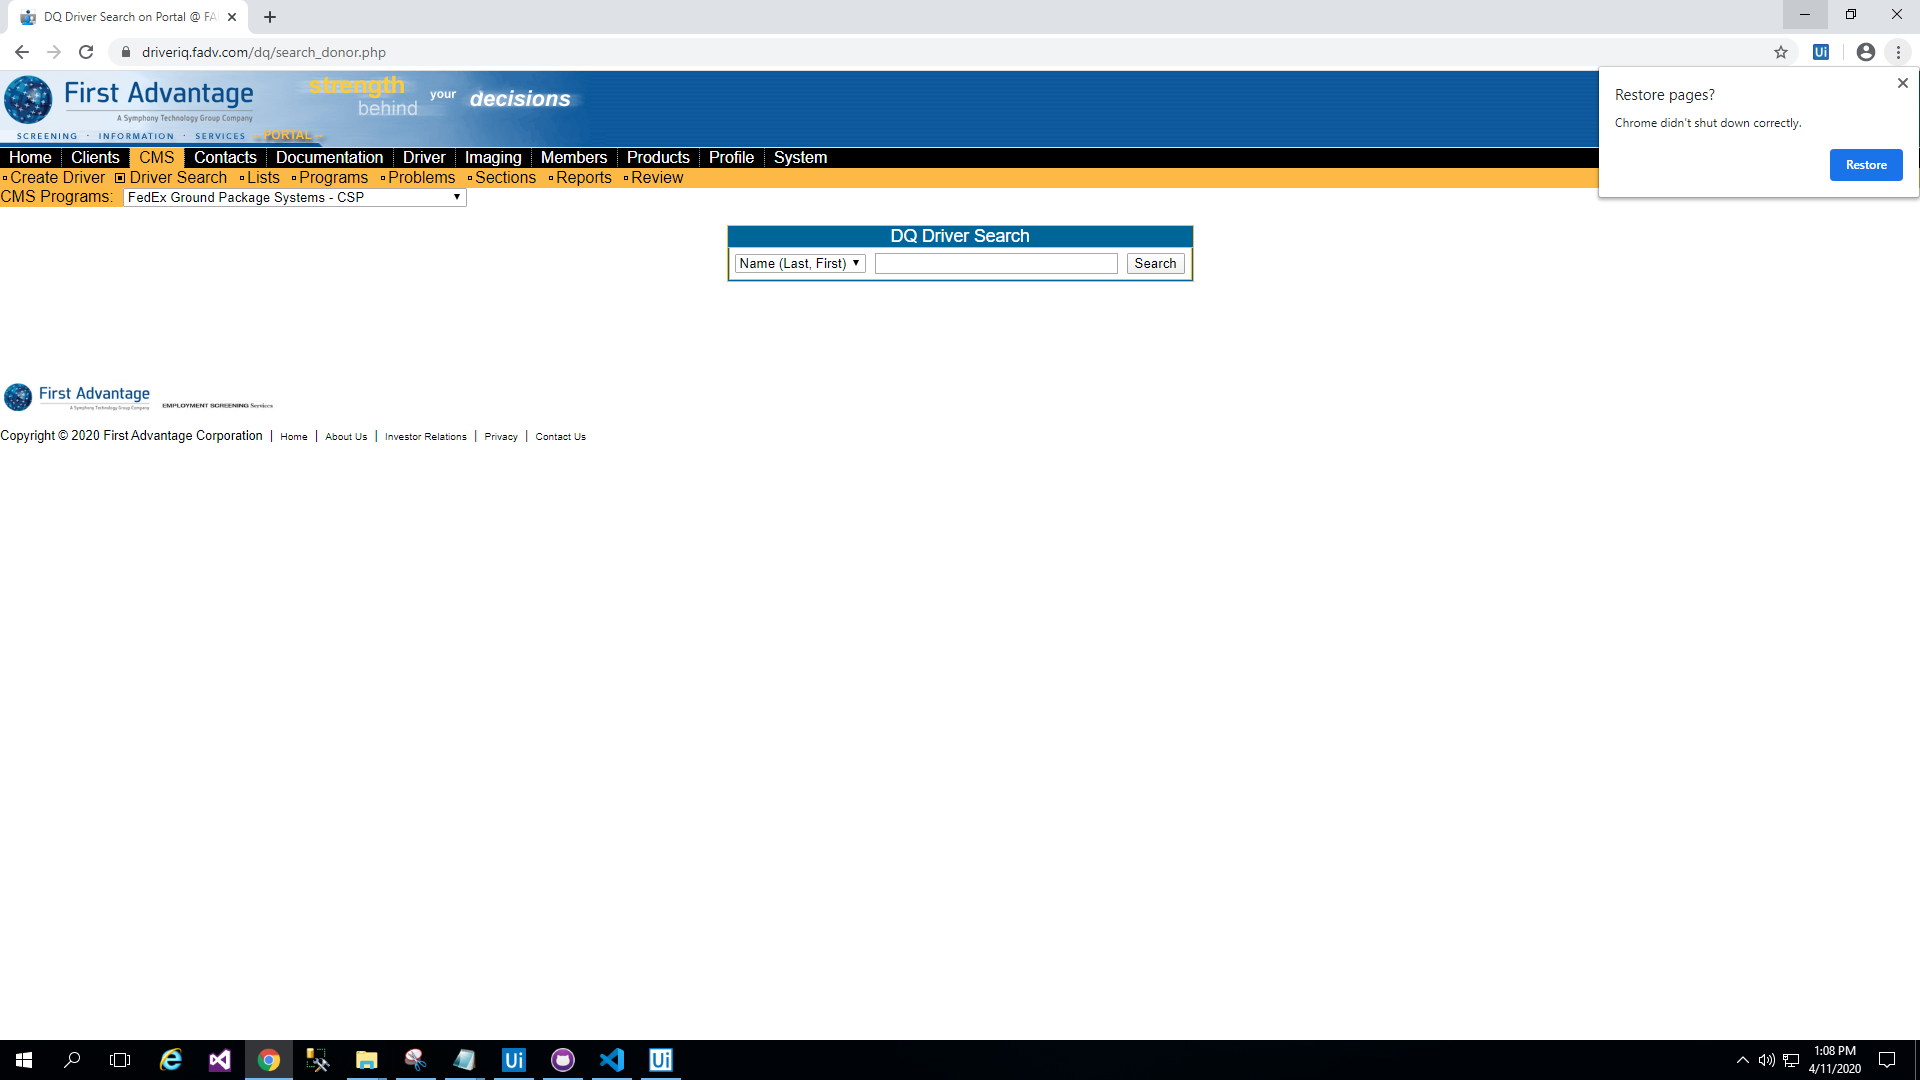 DQ Driver Search on Portal @ FA
driveriq.fadv.com/dq/search_donor.php
Ui
Restore pages?
Chrome didn't shut down correctly.
Restore
First Advantage
A Symphony Technology Group Company
SCREENING · INFORMATION · SERVICES
PORTAL
strength
behind
your
decisions
Home Clients CMS Contacts Documentation Driver Imaging Members Products Profile System
Create Driver Driver Search Lists Programs Problems Sections Reports Review
CMS Programs: FedEx Ground Package Systems - CSP
DQ Driver Search
Name (Last, First) Search
First Advantage
A Symphony Technology Group Company
EMPLOYMENT SCREENING Services
Copyright © 2020 First Advantage Corporation | Home | About Us | Investor Relations | Privacy | Contact Us
Ui
Ui
1:08 PM
4/11/2020